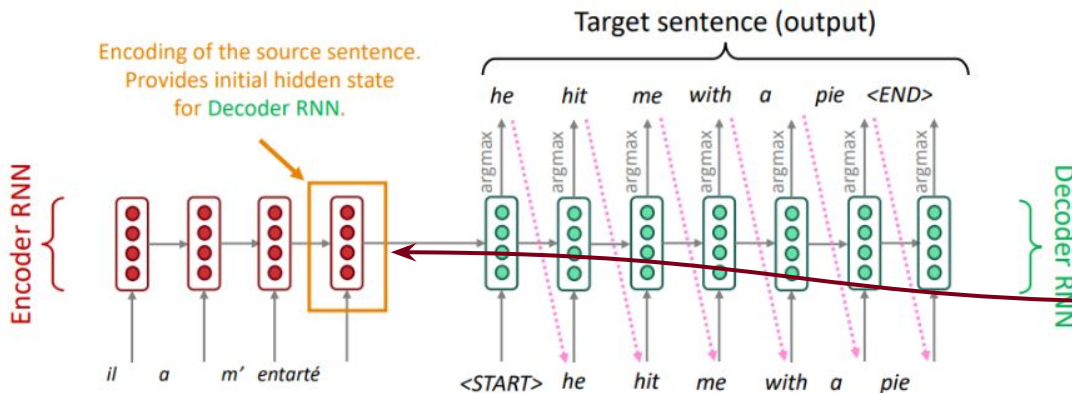 Target sentence (output)
Encoding of the source sentence.
Provides initial hidden state
for Decoder RNN.
he hit me with a pie <END>
argmax argmax argmax argmax argmax argmax argmax
Encoder RNN
Decoder RNN
il a m' entarté
<START> he hit me with a pie